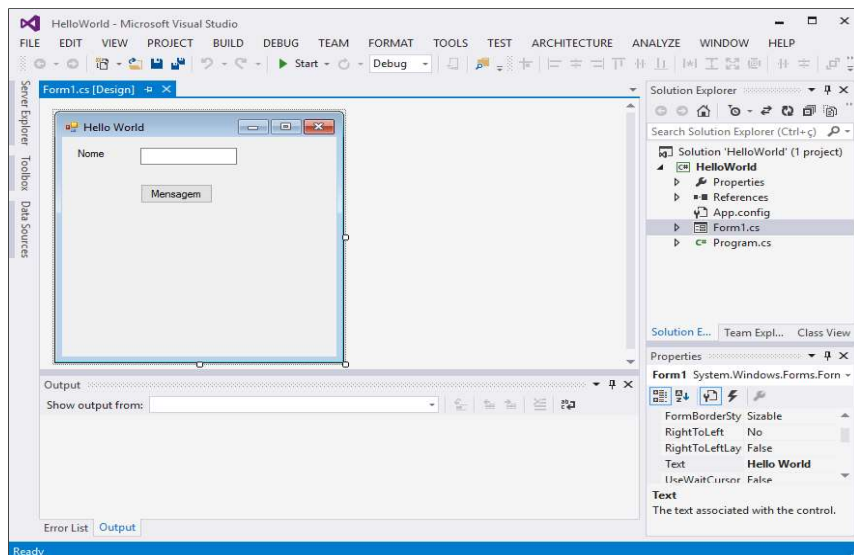 HelloWorld - Microsoft Visual Studio
FILE EDIT VIEW PROJECT BUILD DEBUG TEAM FORMAT TOOLS TEST ARCHITECTURE ANALYZE WINDOW HELP
Start Debug
Server Explorer
Toolbox
Data Sources
Form1.cs [Design]
Hello World
Nome
Mensagem
Output
Show output from:
Error List Output
Solution Explorer
Search Solution Explorer (Ctrl+ç)
Solution 'HelloWorld' (1 project)
C# HelloWorld
Properties
References
App.config
Form1.cs
C# Program.cs
Solution E... Team Expl... Class View
Properties
Form1 System.Windows.Forms.Forn
FormBorderSty Sizable
RightToLeft No
RightToLeftLay False
Text Hello World
UseWaitCursor False
Text
The text associated with the control.
Ready